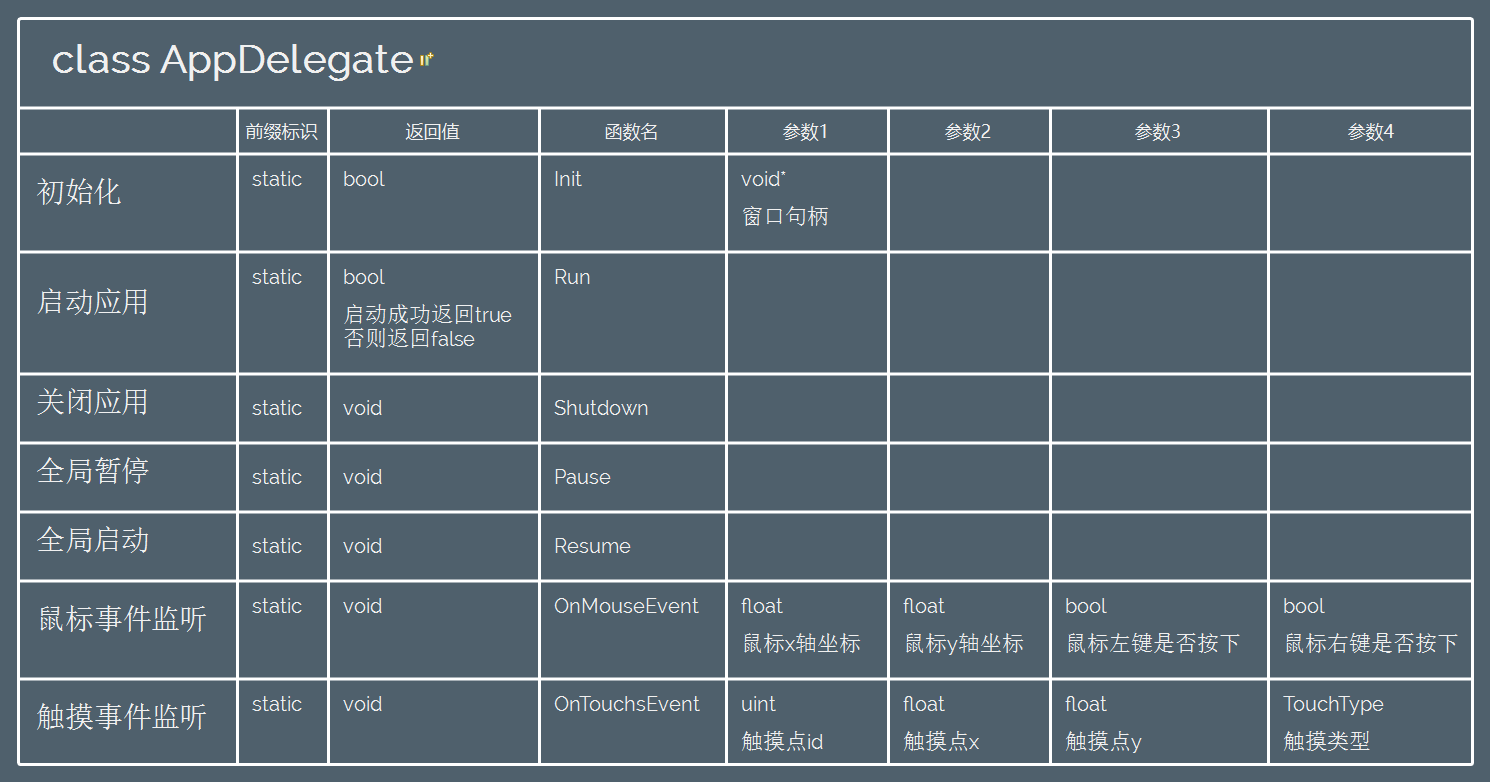 class AppDelegate
前缀标识 返回值 函数名 参数1 参数2 参数3 参数4
初始化 static bool Init void*
窗口句柄
启动应用 static bool Run
启动成功返回true
否则返回false
关闭应用 static void Shutdown
全局暂停 static void Pause
全局启动 static void Resume
鼠标事件监听 static void OnMouseEvent float float bool bool
鼠标x轴坐标 鼠标y轴坐标 鼠标左键是否按下 鼠标右键是否按下
触摸事件监听 static void OnTouchsEvent uint float float TouchType
触摸点id 触摸点x 触摸点y 触摸类型